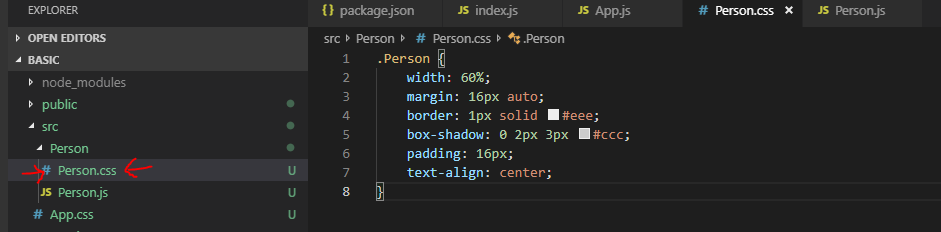 EXPLORER
OPEN EDITORS
BASIC
node_modules
public
src
Person
# Person.css U
JS Person.js U
# App.css U
{} package.json JS index.js JS App.js # Person.css × JS Person.js
src › Person › # Person.css › .Person
1 .Person {
2 width: 60%;
3 margin: 16px auto;
4 border: 1px solid #eee;
5 box-shadow: 0 2px 3px #ccc;
6 padding: 16px;
7 text-align: center;
8 }